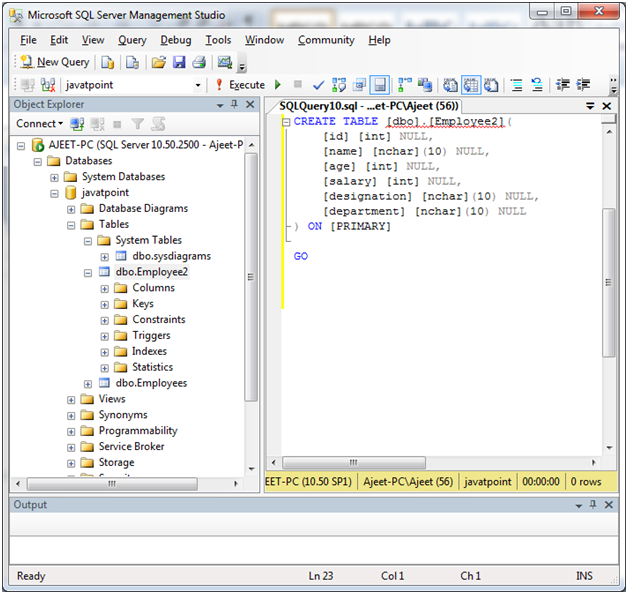 Microsoft SQL Server Management Studio
File Edit View Query Debug Tools Window Community Help
New Query
javatpoint Execute
Object Explorer
Connect
AJEET-PC (SQL Server 10.50.2500 - Ajeet-P
Databases
System Databases
javatpoint
Database Diagrams
Tables
System Tables
dbo.sysdiagrams
dbo.Employee2
Columns
Keys
Constraints
Triggers
Indexes
Statistics
dbo.Employees
Views
Synonyms
Programmability
Service Broker
Storage
SQLQuery10.sql - ...et-PC\Ajeet (56))
CREATE TABLE [dbo].[Employee2](
[id] [int] NULL,
[name] [nchar](10) NULL,
[age] [int] NULL,
[salary] [int] NULL,
[designation] [nchar](10) NULL,
[department] [nchar](10) NULL
) ON [PRIMARY]
GO
EET-PC (10.50 SP1) Ajeet-PC\Ajeet (56) javatpoint 00:00:00 0 rows
Output
Ready Ln 23 Col 1 Ch 1 INS